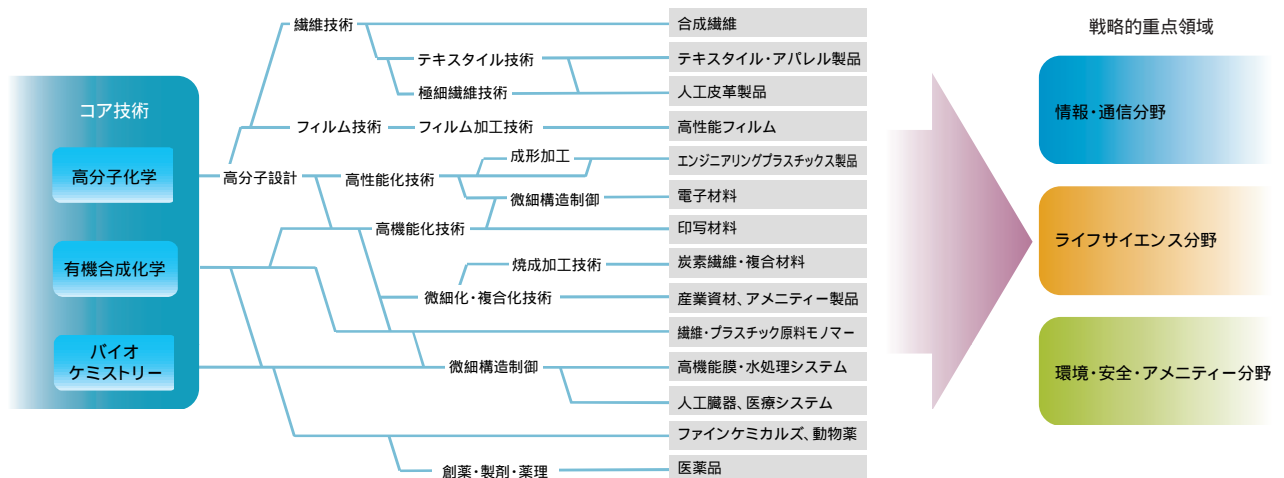 コア技術
高分子化学
有機合成化学
バイオ
ケミストリー
繊維技術
テキスタイル技術
極細繊維技術
フィルム技術
フィルム加工技術
高分子設計
高性能化技術
成形加工
微細構造制御
高機能化技術
焼成加工技術
微細化・複合化技術
微細構造制御
創薬・製剤・薬理
合成繊維
テキスタイル・アパレル製品
人工皮革製品
高性能フィルム
エンジニアリングプラスチックス製品
電子材料
印写材料
炭素繊維・複合材料
産業資材、アメニティー製品
繊維・プラスチック原料モノマー
高機能膜・水処理システム
人工臓器、医療システム
ファインケミカルズ、動物薬
医薬品
戦略的重点領域
情報・通信分野
ライフサイエンス分野
環境・安全・アメニティー分野